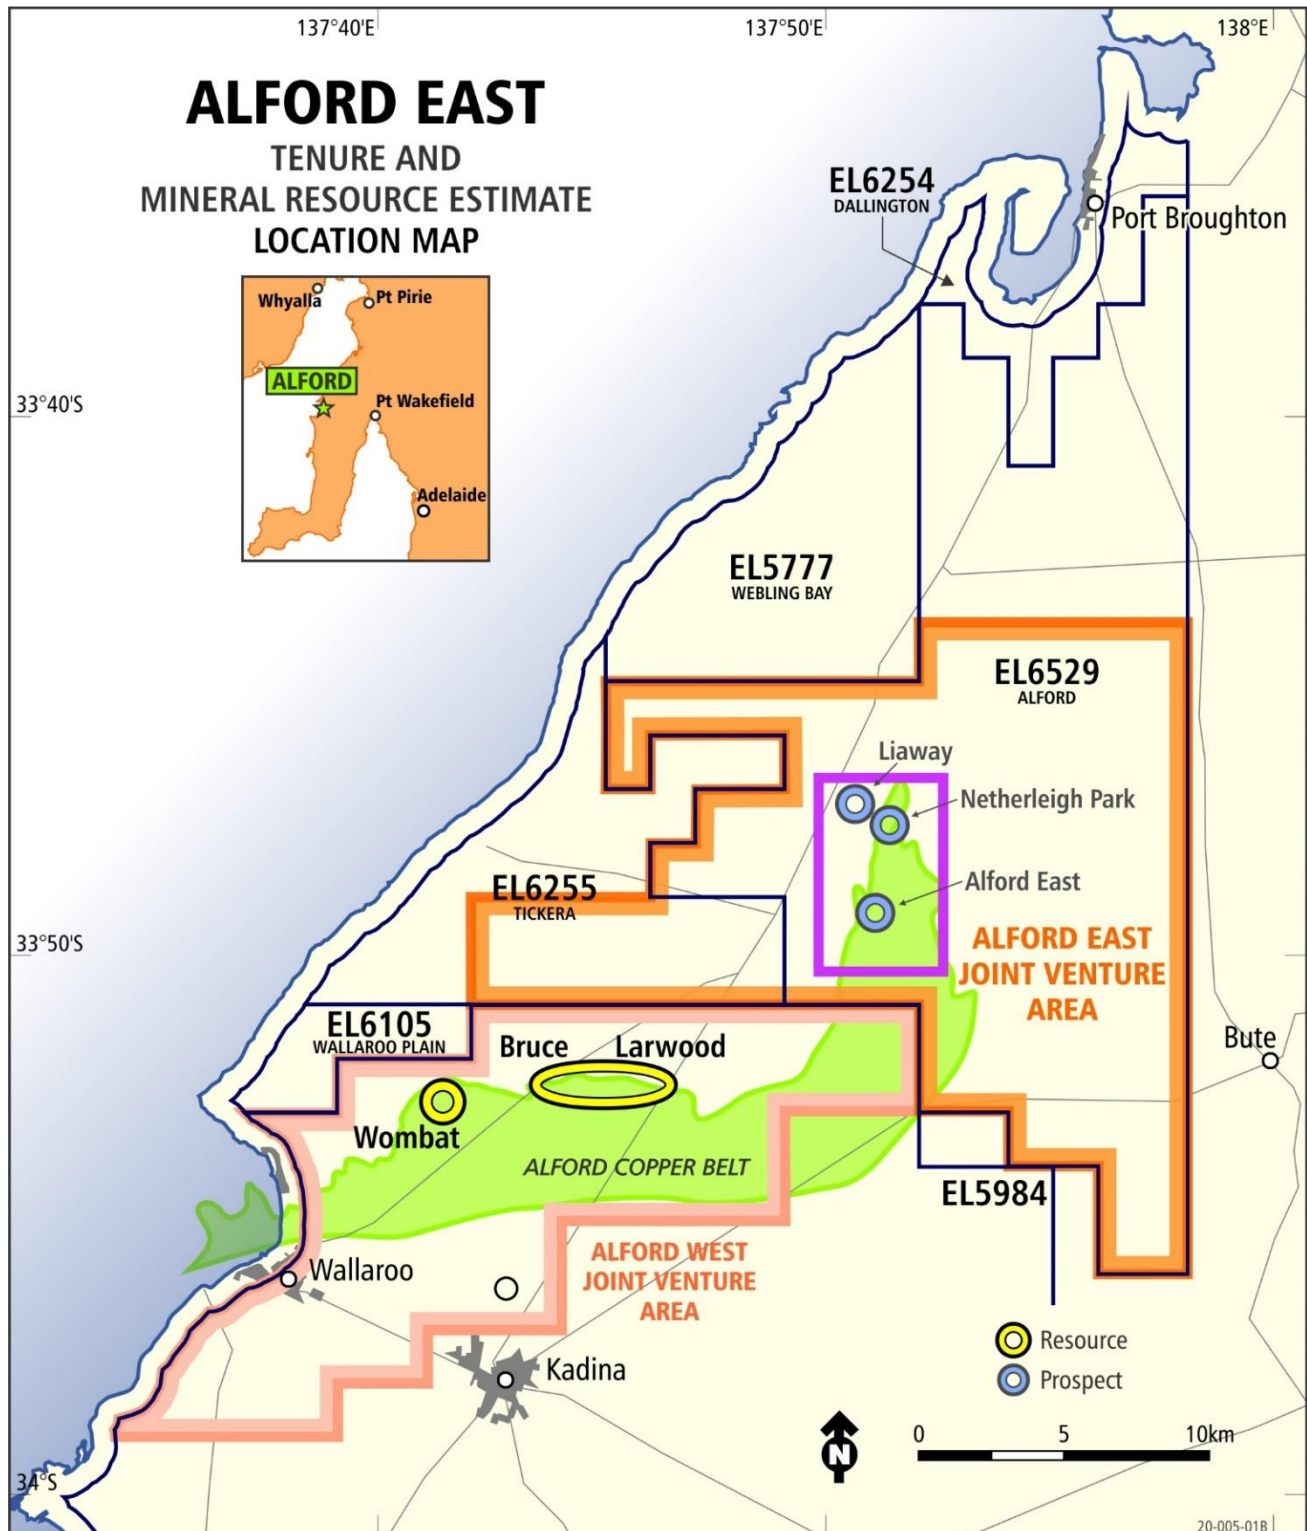 137°40'E
137°50'E
138°E
ALFORD EAST
TENURE AND
MINERAL RESOURCE ESTIMATE
LOCATION MAP
Whyalla
Pt Pirie
ALFORD
Pt Wakefield
Adelaide
EL6254
DALLINGTON
Port Broughton
33°40'S
EL5777
WEBLING BAY
EL6529
ALFORD
Liaway
Netherleigh Park
EL6255
TICKERA
Alford East
33°50'S
ALFORD EAST
JOINT VENTURE
AREA
EL6105
WALLAROO PLAIN
Bruce
Larwood
Bute
Wombat
ALFORD COPPER BELT
EL5984
ALFORD WEST
JOINT VENTURE
AREA
Wallaroo
Resource
Kadina
Prospect
0 5 10km
N
34°S
20-005-01B